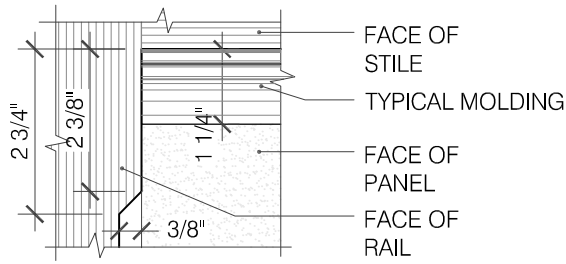 FACE OF
STILE
TYPICAL MOLDING
FACE OF
PANEL
FACE OF
RAIL
2 3/4"
2 3/8"
1 1/4"
3/8"